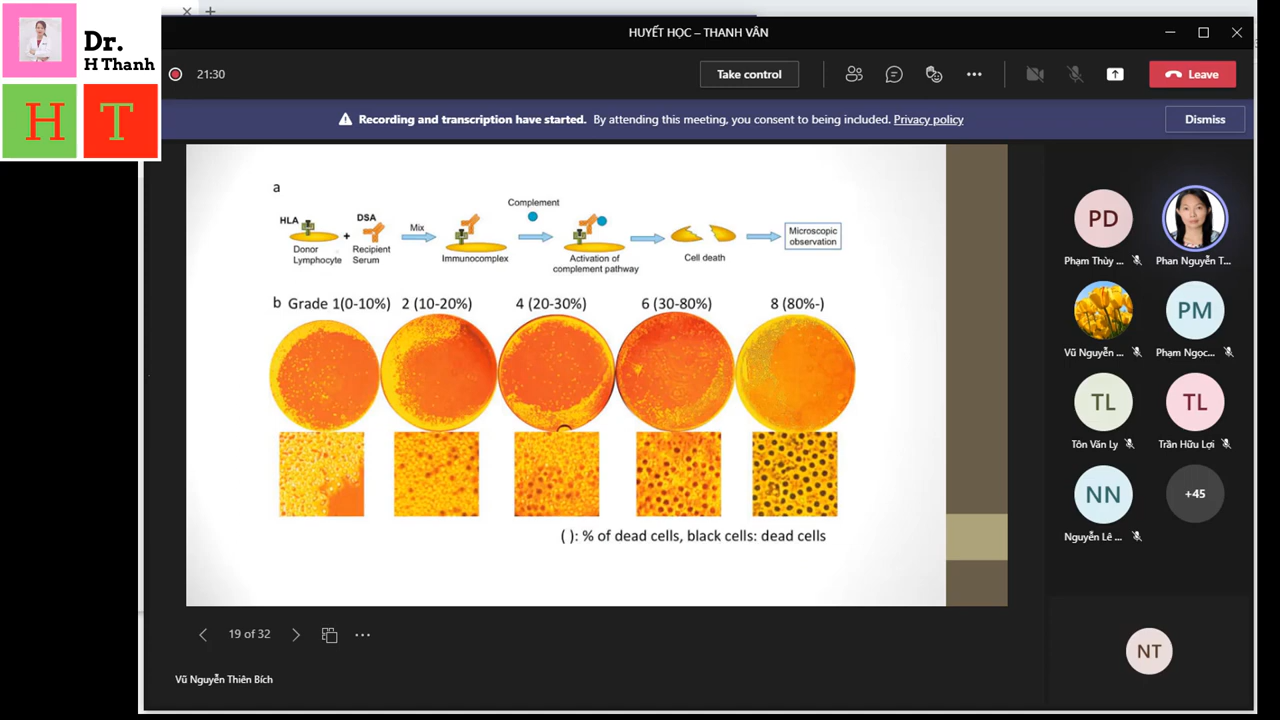 Dr.
H Thanh
H T
HUYẾT HỌC – THANH VÂN
21:30
Take control
Leave
Recording and transcription have started. By attending this meeting, you consent to being included. Privacy policy
Dismiss
a
HLA
DSA
Donor
Lymphocyte
+
Recipient
Serum
Mix
Immunocomplex
Complement
Activation of
complement pathway
Cell death
Microscopic
observation
b Grade 1(0-10%) 2 (10-20%) 4 (20-30%) 6 (30-80%) 8 (80%-)
( ): % of dead cells, black cells: dead cells
PD
Phạm Thùy ...
Phan Nguyễn T...
Vũ Nguyễn ...
PM
Phạm Ngọc...
TL
Tôn Văn Ly
TL
Trần Hữu Lợi
NN
Nguyễn Lê ...
+45
NT
19 of 32
Vũ Nguyễn Thiên Bích